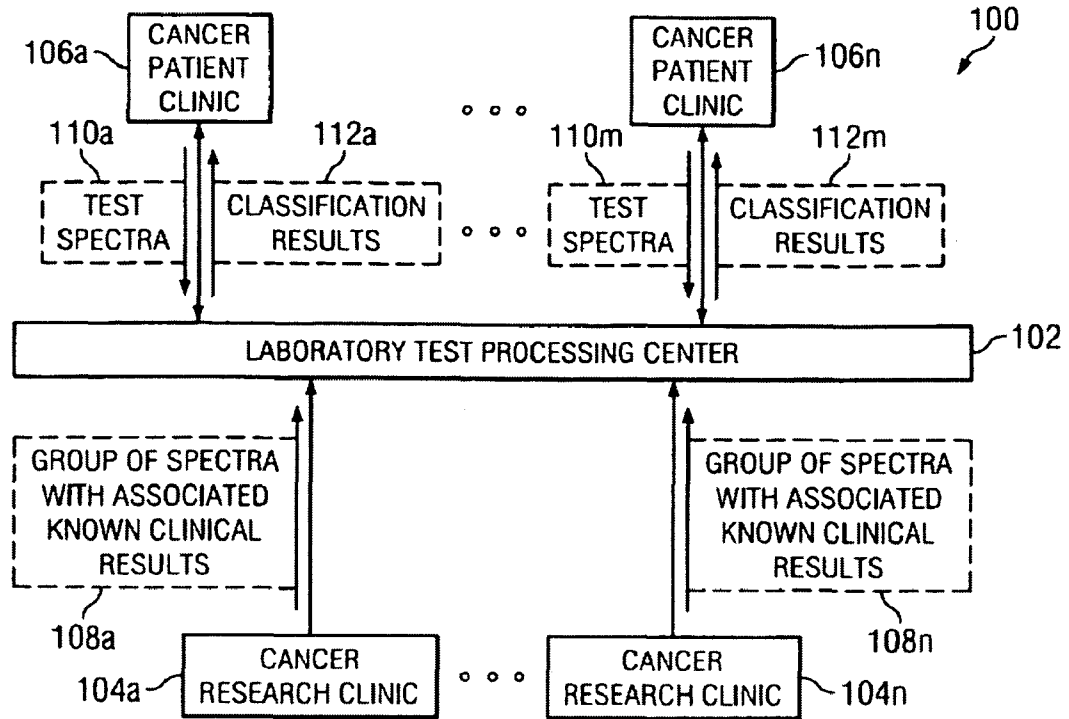 100
106a
CANCER
PATIENT
CLINIC
CANCER
PATIENT
CLINIC
106n
110a
112a
110m
112m
TEST
SPECTRA
CLASSIFICATION
RESULTS
TEST
SPECTRA
CLASSIFICATION
RESULTS
LABORATORY TEST PROCESSING CENTER
102
GROUP OF SPECTRA
WITH ASSOCIATED
KNOWN CLINICAL
RESULTS
GROUP OF SPECTRA
WITH ASSOCIATED
KNOWN CLINICAL
RESULTS
108a
108n
104a
CANCER
RESEARCH CLINIC
CANCER
RESEARCH CLINIC
104n